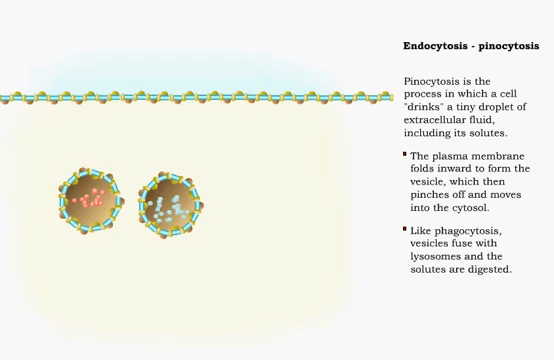 Endocytosis - pinocytosis
Pinocytosis is the
process in which a cell
"drinks" a tiny droplet of
extracellular fluid,
including its solutes.
The plasma membrane
folds inward to form the
vesicle, which then
pinches off and moves
into the cytosol.
Like phagocytosis,
vesicles fuse with
lysosomes and the
solutes are digested.